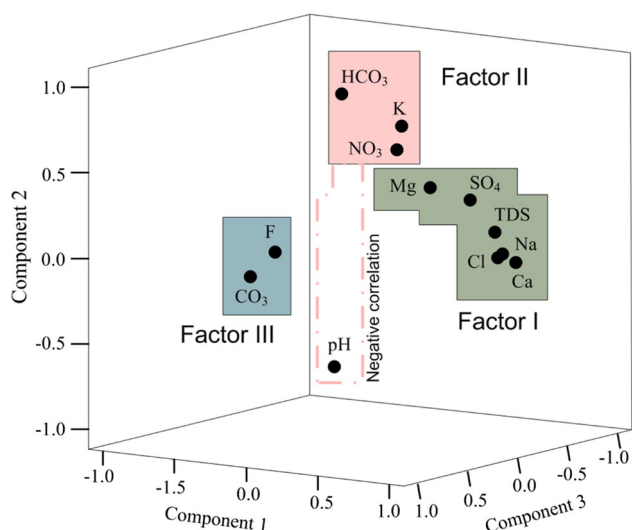 Factor II
HCO₃
K
NO₃
Mg
SO₄
TDS
Na
Cl
Ca
Factor I
F
CO₃
Factor III
pH
Negative correlation
Component 2
1.0
0.5
0.0
-0.5
-1.0
-1.0
0.0
0.5
1.0
Component 1
1.0
0.5
0.0
-0.5
-1.0
Component 3